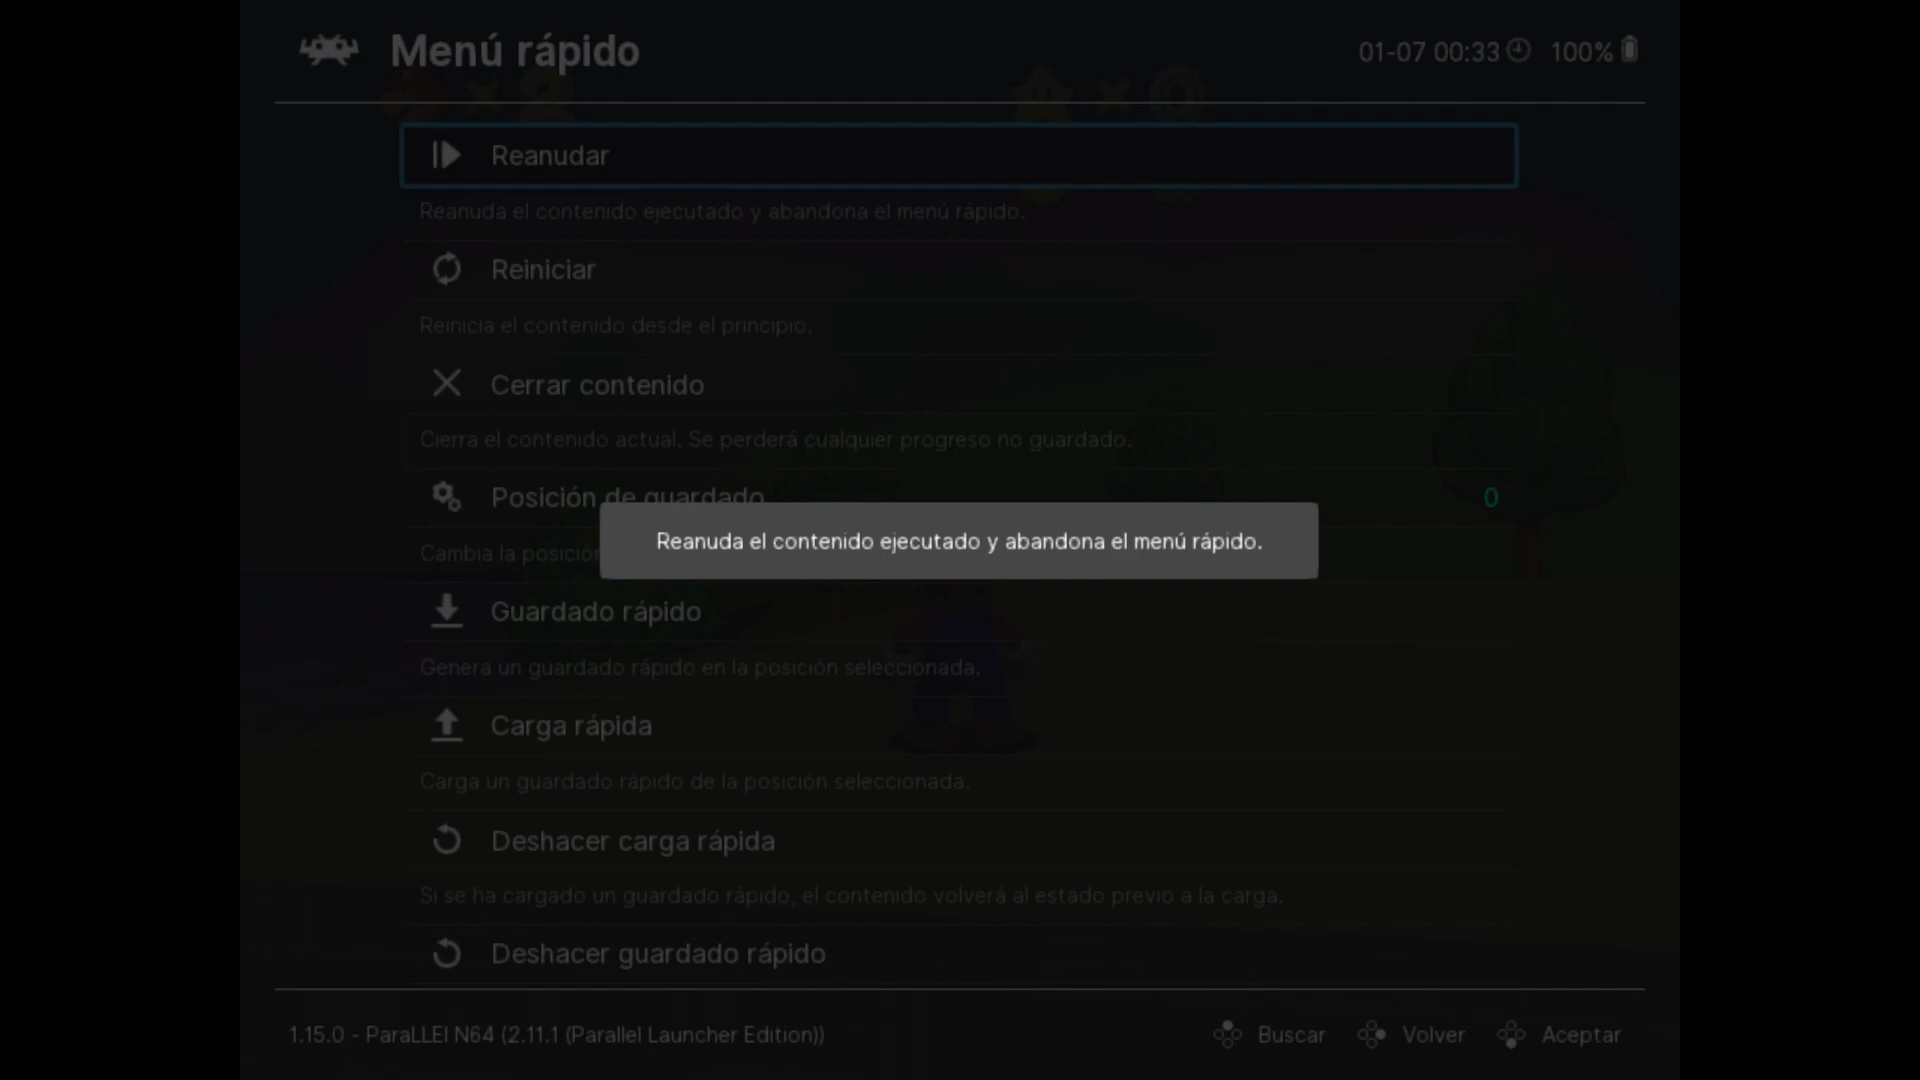 Menú rápido
01-07 00:33 100%
Reanudar
Reanuda el contenido ejecutado y abandona el menú rápido.
Reiniciar
Reinicia el contenido desde el principio.
Cerrar contenido
Cierra el contenido actual. Se perderá cualquier progreso no guardado.
Posición de guardado 0
Reanuda el contenido ejecutado y abandona el menú rápido.
Cambia la posición
Guardado rápido
Genera un guardado rápido en la posición seleccionada.
Carga rápida
Carga un guardado rápido de la posición seleccionada.
Deshacer carga rápida
Si se ha cargado un guardado rápido, el contenido volverá al estado previo a la carga.
Deshacer guardado rápido
1.15.0 - ParaLLEl N64 (2.11.1 (Parallel Launcher Edition))
Buscar Volver Aceptar